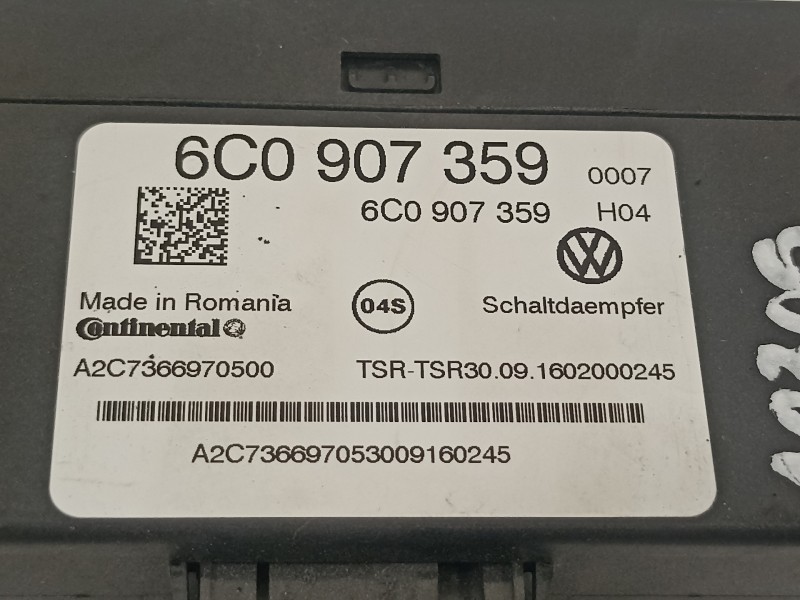 6C0 907 359 0007
6C0 907 359 H04
Made in Romania 04S Schaltdaempfer
Continental
A2C7366970500 TSR-TSR30.09.1602000245
A2C736697053009160245